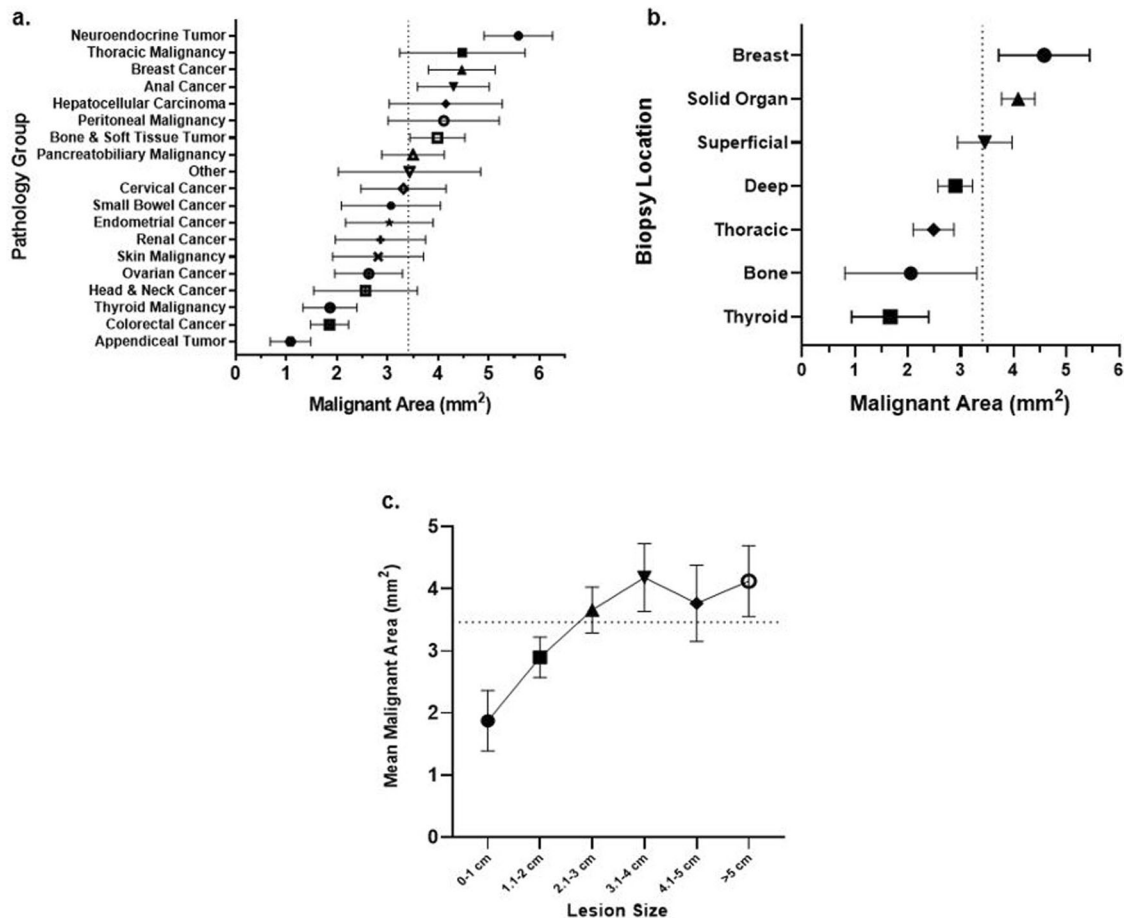 a.
Pathology Group
Neuroendocrine Tumor
Thoracic Malignancy
Breast Cancer
Anal Cancer
Hepatocellular Carcinoma
Peritoneal Malignancy
Bone & Soft Tissue Tumor
Pancreatobiliary Malignancy
Other
Cervical Cancer
Small Bowel Cancer
Endometrial Cancer
Renal Cancer
Skin Malignancy
Ovarian Cancer
Head & Neck Cancer
Thyroid Malignancy
Colorectal Cancer
Appendiceal Tumor
0 1 2 3 4 5 6
Malignant Area (mm²)
b.
Biopsy Location
Breast
Solid Organ
Superficial
Deep
Thoracic
Bone
Thyroid
0 1 2 3 4 5 6
Malignant Area (mm²)
c.
Mean Malignant Area (mm²)
5
4
3
2
1
0
0-1 cm 1.1-2 cm 2.1-3 cm 3.1-4 cm 4.1-5 cm >5 cm
Lesion Size